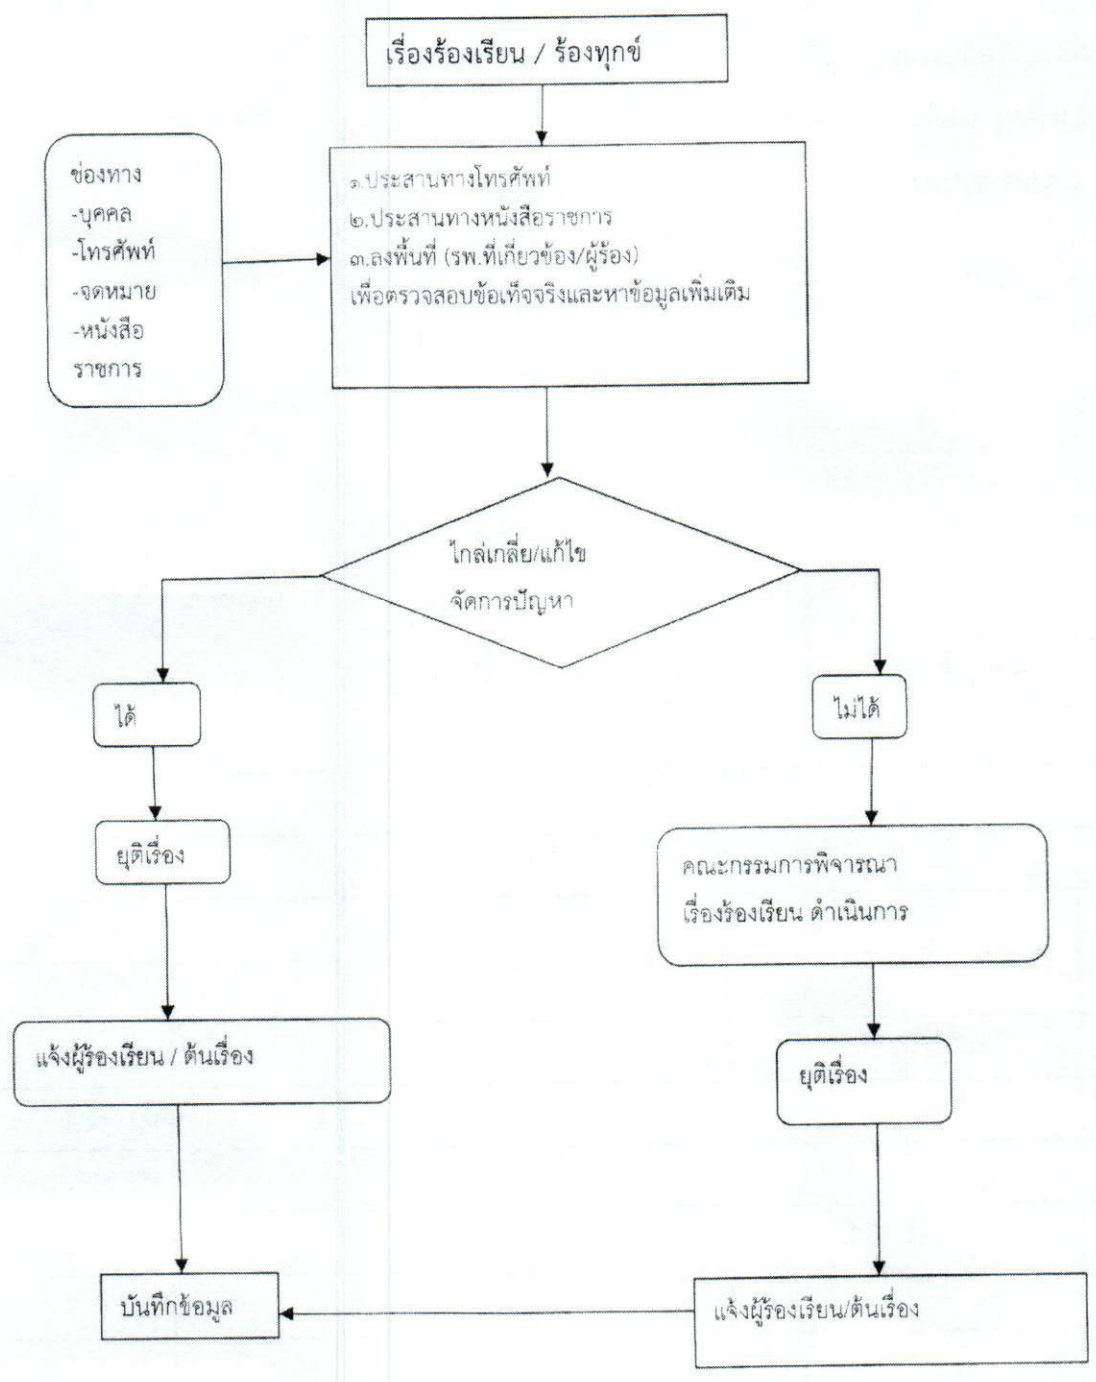 เรื่องร้องเรียน / ร้องทุกข์
ช่องทาง
-บุคคล
-โทรศัพท์
-จดหมาย
-หนังสือ
ราชการ
๑.ประสานทางโทรศัพท์
๒.ประสานทางหนังสือราชการ
๓.ลงพื้นที่ (รพ.ที่เกี่ยวข้อง/ผู้ร้อง)
เพื่อตรวจสอบข้อเท็จจริงและหาข้อมูลเพิ่มเติม
ไกล่เกลี่ย/แก้ไข
จัดการปัญหา
ได้
ไม่ได้
ยุติเรื่อง
คณะกรรมการพิจารณา
เรื่องร้องเรียน ดำเนินการ
แจ้งผู้ร้องเรียน / ต้นเรื่อง
ยุติเรื่อง
บันทึกข้อมูล
แจ้งผู้ร้องเรียน/ต้นเรื่อง